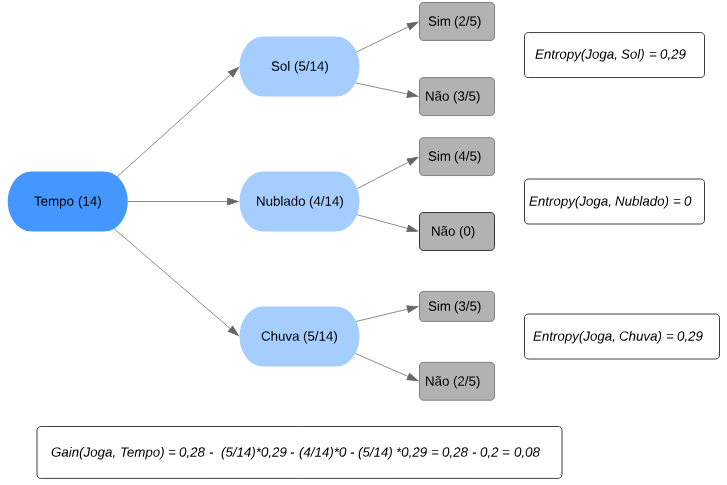 Sim (2/5)
Entropy(Joga, Sol) = 0,29
Sol (5/14)
Não (3/5)
Sim (4/5)
Tempo (14)
Nublado (4/14)
Entropy(Joga, Nublado) = 0
Não (0)
Sim (3/5)
Chuva (5/14)
Entropy(Joga, Chuva) = 0,29
Não (2/5)
Gain(Joga, Tempo) = 0,28 - (5/14)*0,29 - (4/14)*0 - (5/14) *0,29 = 0,28 - 0,2 = 0,08